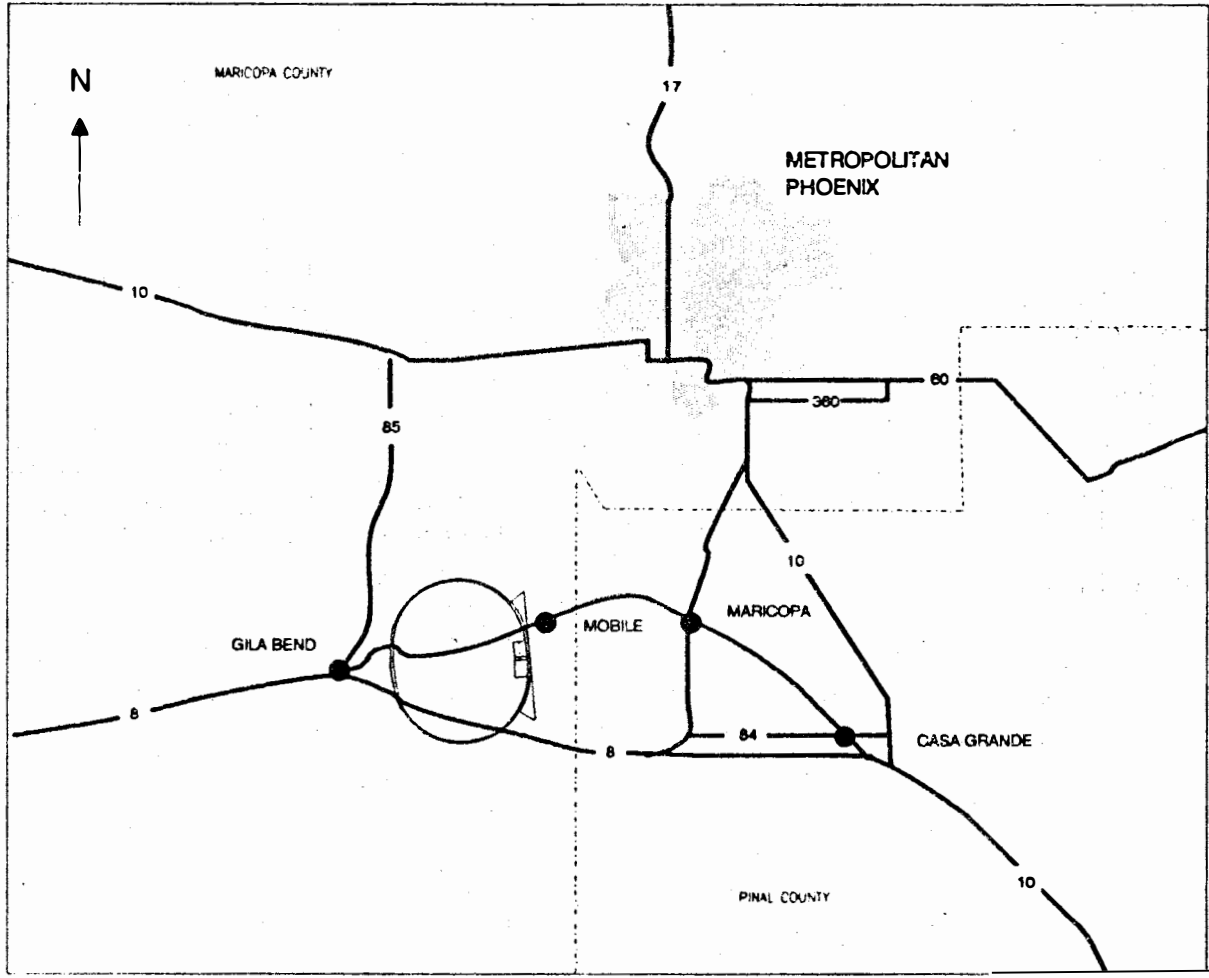 N
MARICOPA COUNTY
17
METROPOLITAN
PHOENIX
10
60
360
85
10
MARICOPA
MOBILE
GILA BEND
8
84
CASA GRANDE
8
10
PINAL COUNTY